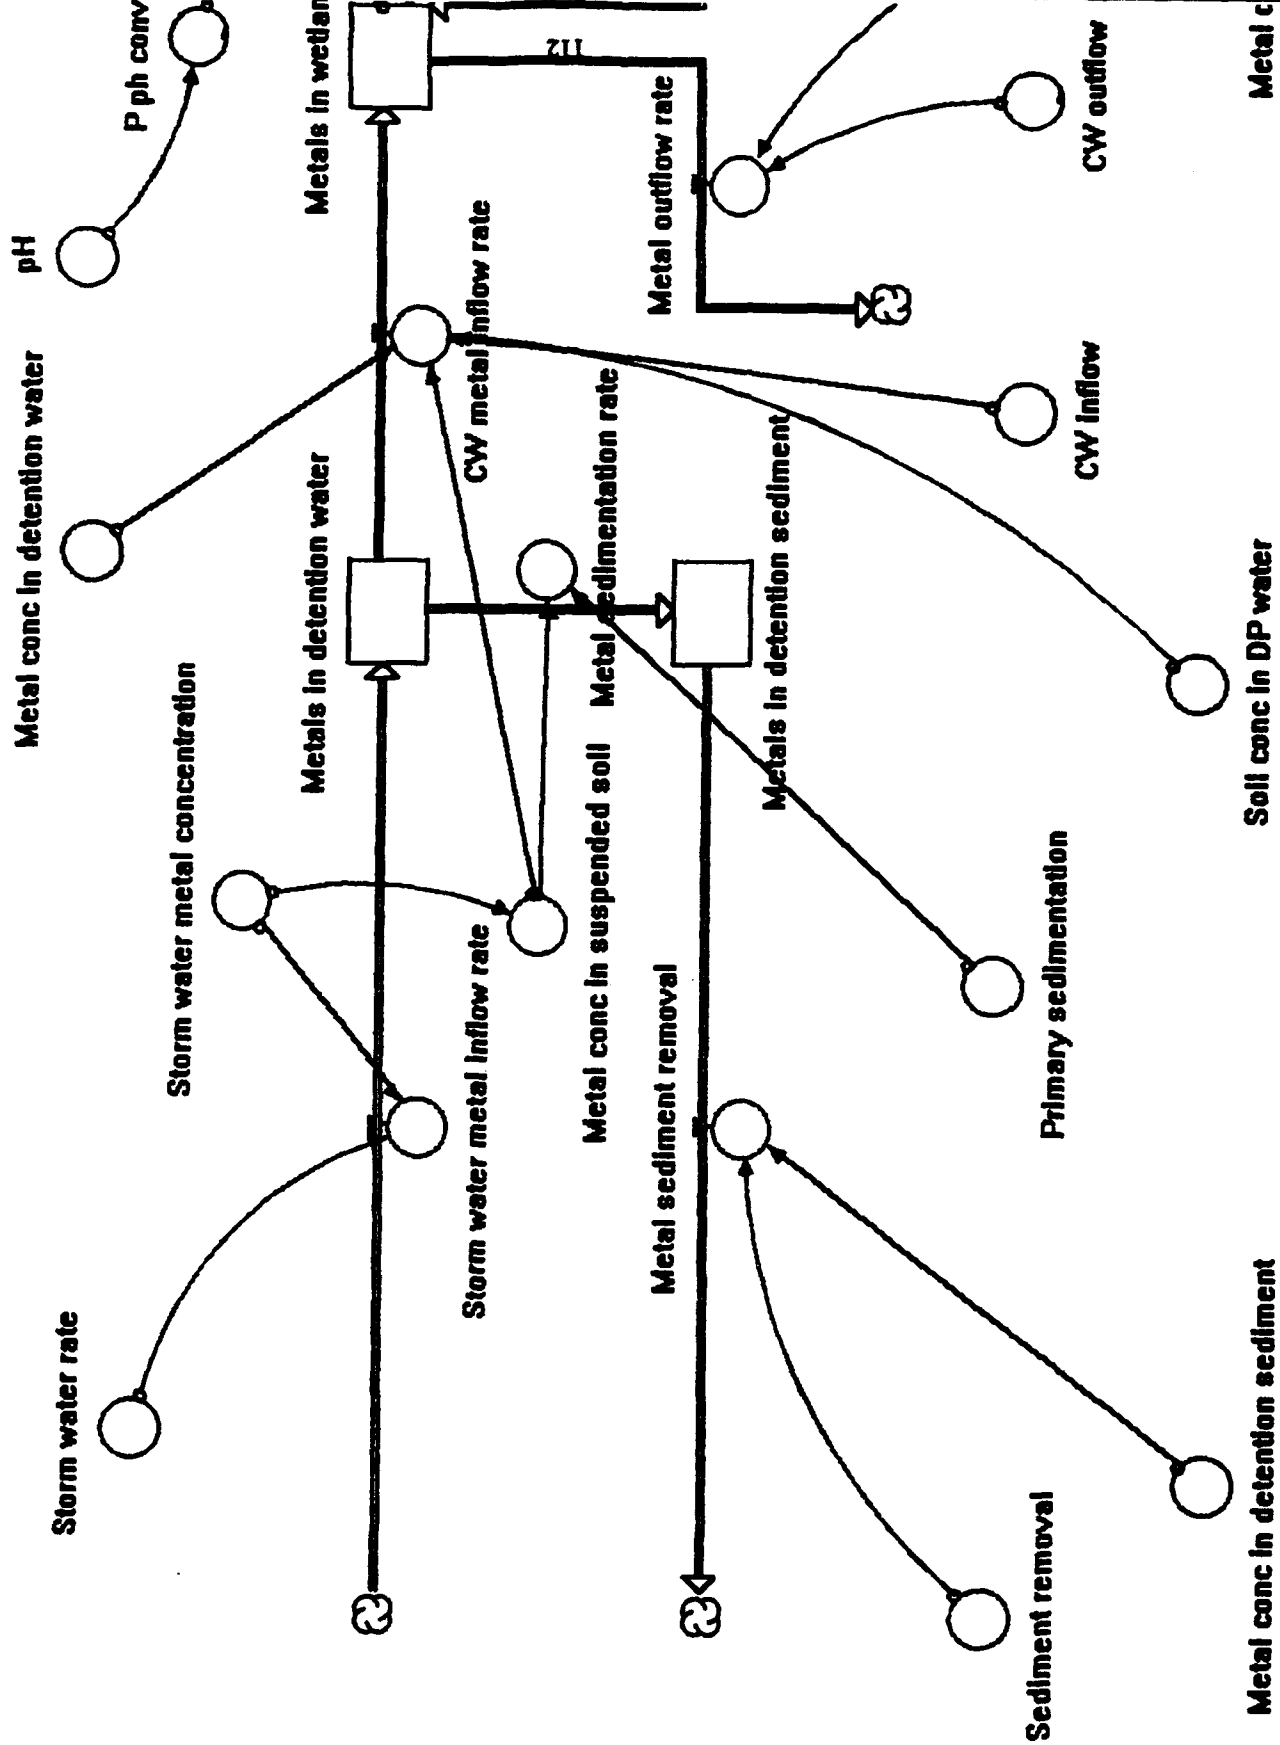 Storm water rate
Storm water metal concentration
Metal conc in detention water
pH
P ph conv
Storm water metal inflow rate
Metals in detention water
CW metal inflow rate
Metals in wetlan
Metal conc in suspended soil
Metal sedimentation rate
112
Metal sediment removal
Metals in detention sediment
Metal outflow rate
Sediment removal
Primary sedimentation
CW inflow
CW outflow
Metal conc in detention sediment
Soil conc in DP water
Metal c